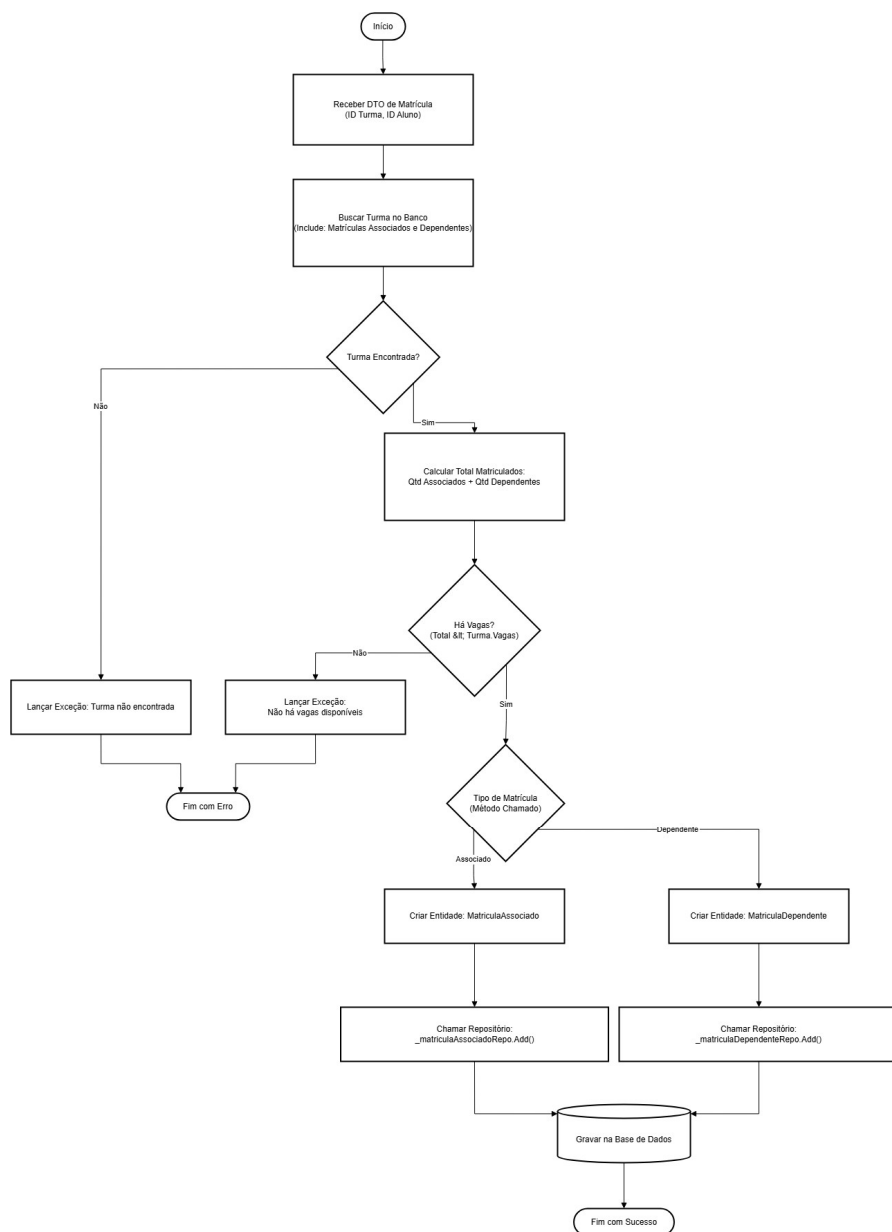 Início
Receber DTO de Matrícula
(ID Turma, ID Aluno)
Buscar Turma no Banco
(Include: Matrículas Associados e Dependentes)
Turma Encontrada?
Não
Sim
Calcular Total Matriculados:
Qtd Associados + Qtd Dependentes
Há Vagas?
(Total &lt; Turma.Vagas)
Não
Sim
Lançar Exceção: Turma não encontrada
Lançar Exceção:
Não há vagas disponíveis
Fim com Erro
Tipo de Matrícula
(Método Chamado)
Associado
Dependente
Criar Entidade: MatriculaAssociado
Criar Entidade: MatriculaDependente
Chamar Repositório:
_matriculaAssociadoRepo.Add()
Chamar Repositório:
_matriculaDependenteRepo.Add()
Gravar na Base de Dados
Fim com Sucesso